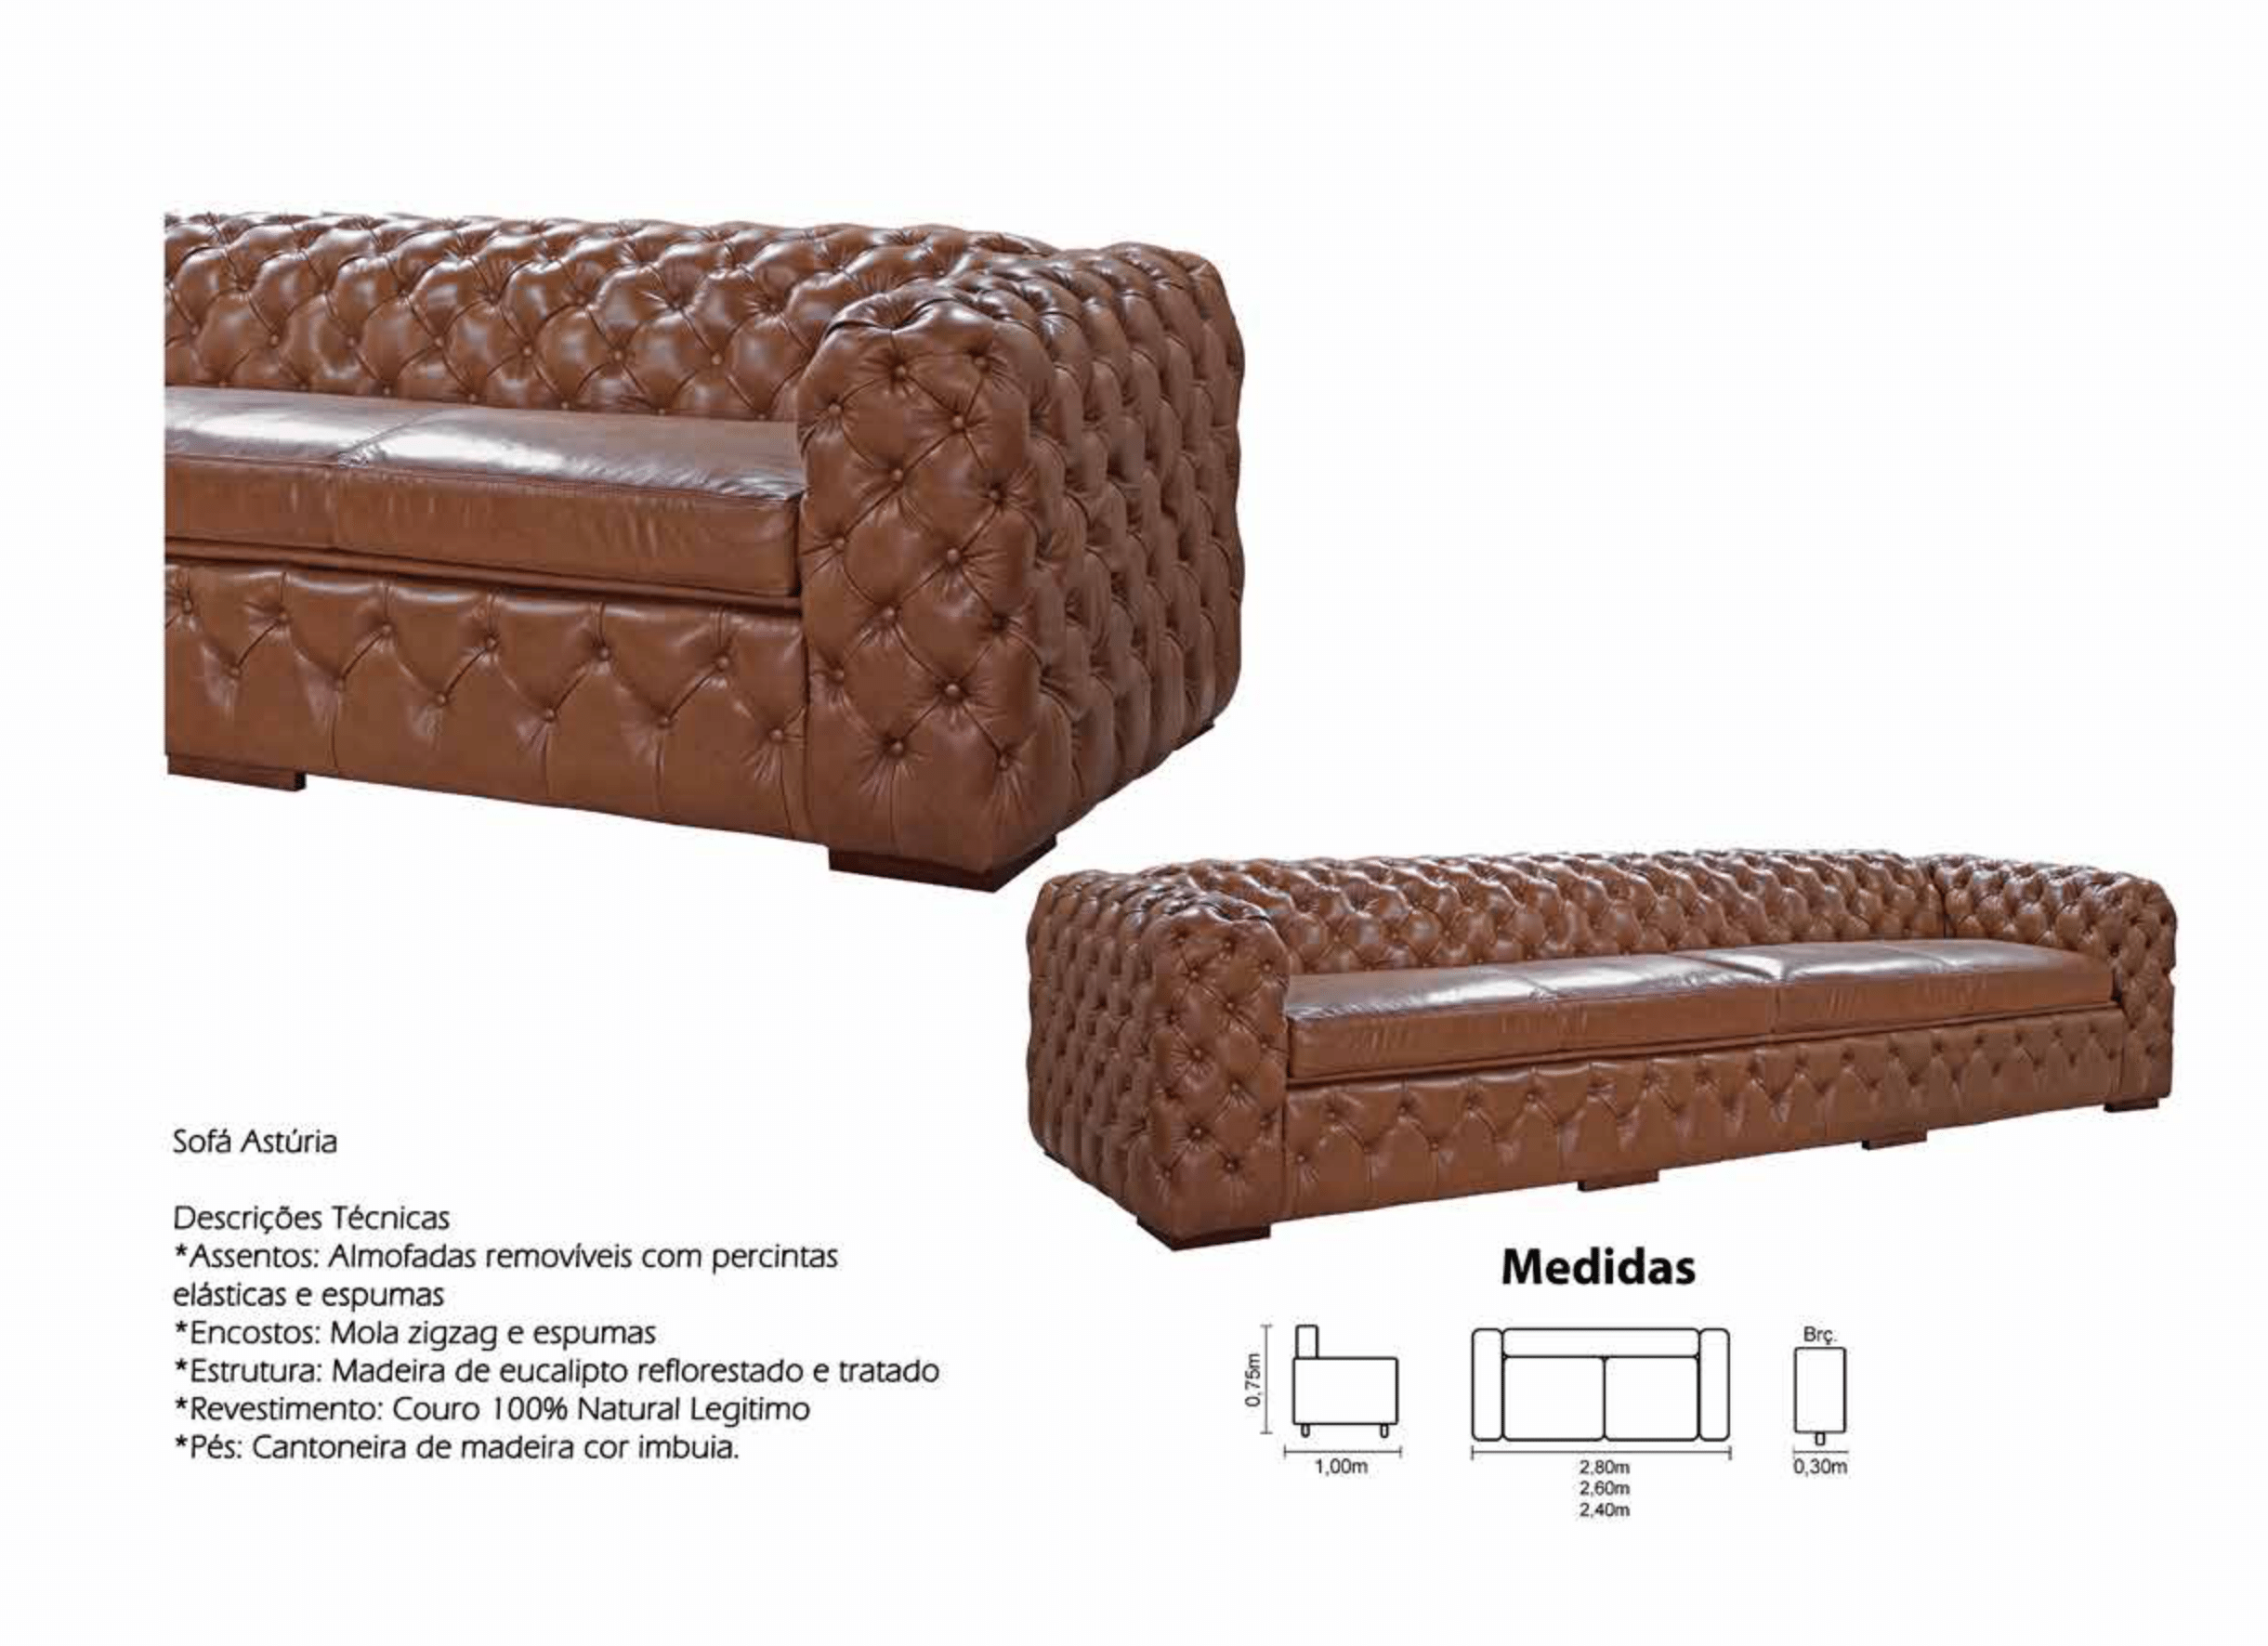 Sofá Astúria
Descrições Técnicas
*Assentos: Almofadas removíveis com percintas
elásticas e espumas
*Encostos: Mola zigzag e espumas
*Estrutura: Madeira de eucalipto reflorestado e tratado
*Revestimento: Couro 100% Natural Legitimo
*Pés: Cantoneira de madeira cor imbuia.
Medidas
0,75m
1,00m
2,80m
2,60m
2,40m
Brç.
0,30m